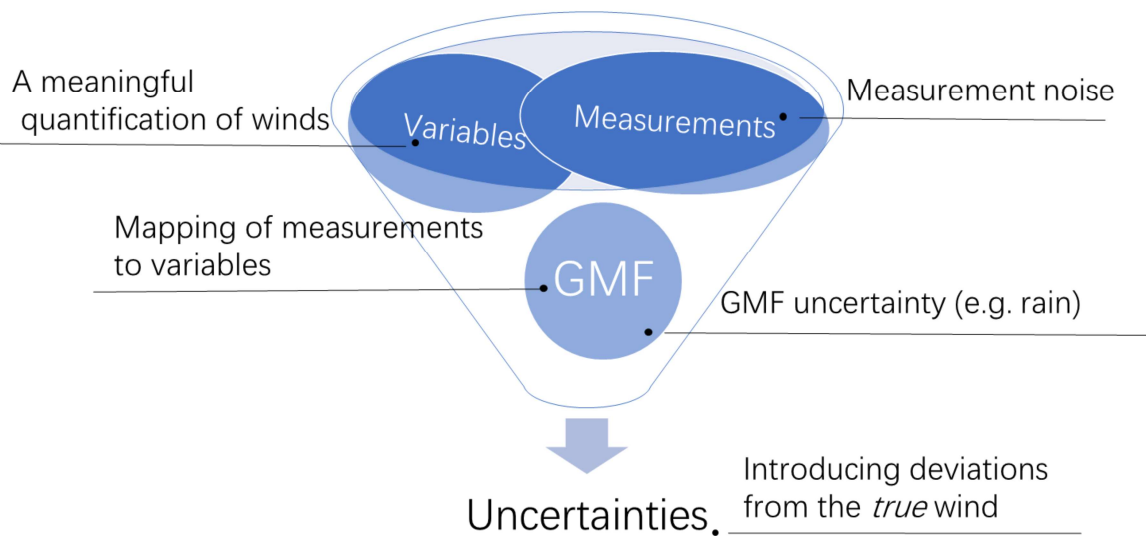 A meaningful
quantification of winds
Variables
Measurements
Measurement noise
Mapping of measurements
to variables
GMF
GMF uncertainty (e.g. rain)
Uncertainties
Introducing deviations
from the true wind